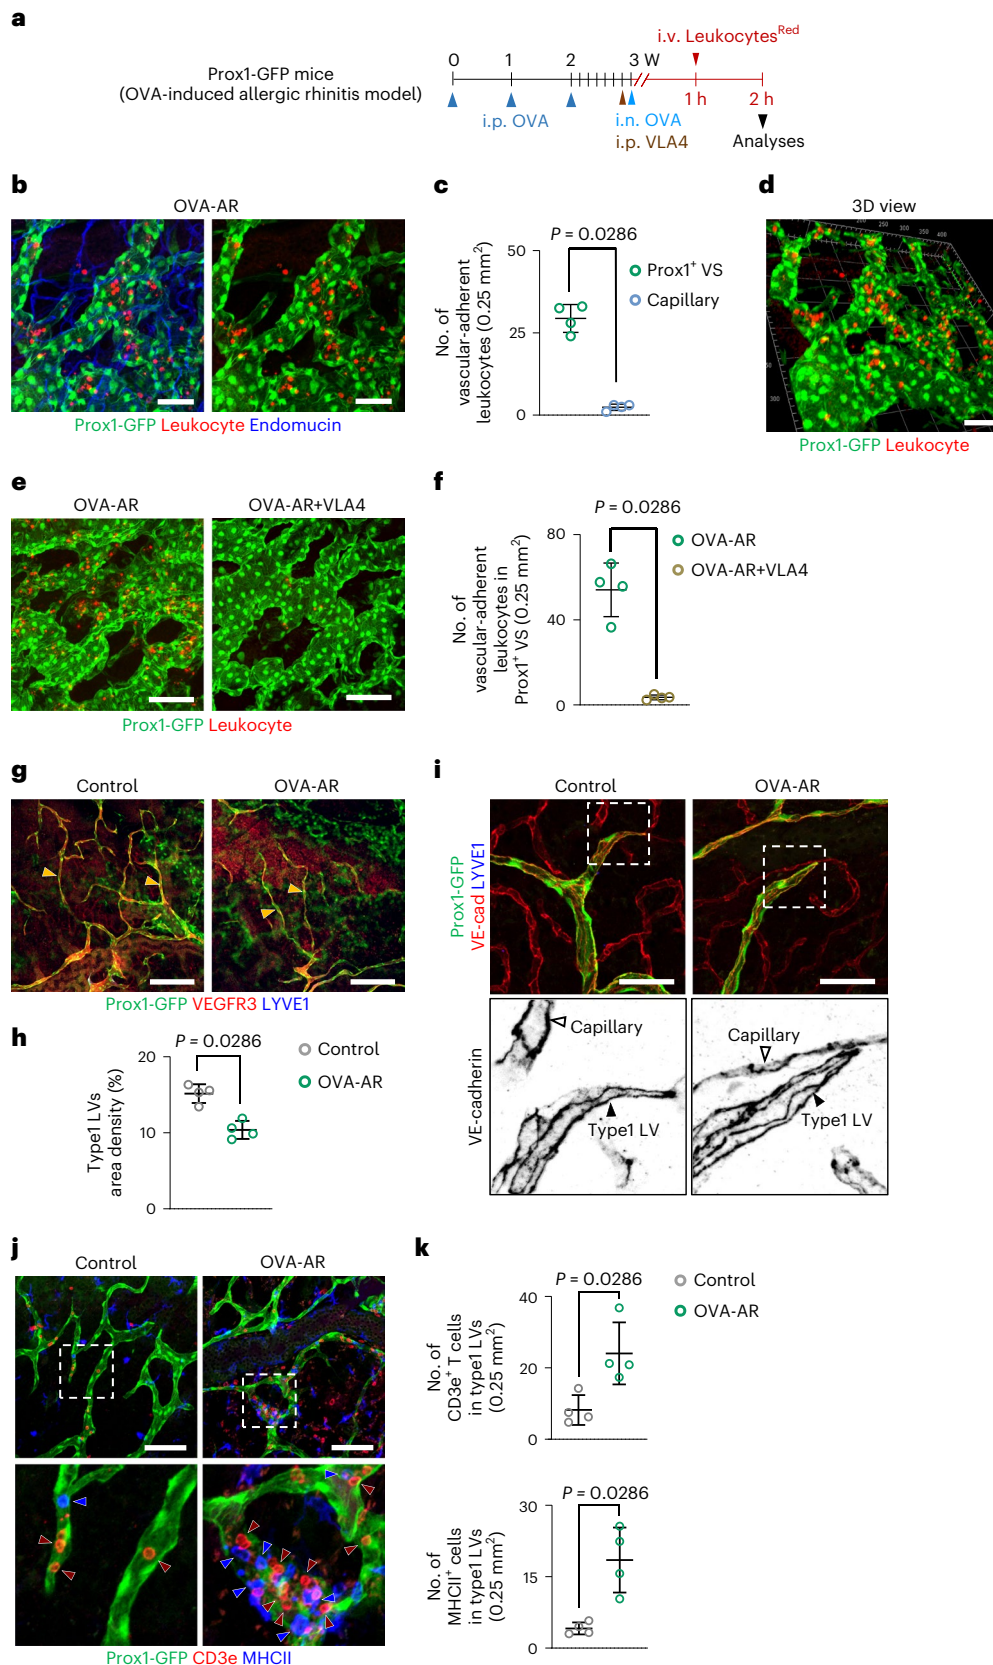 a
i.v. Leukocytes^Red
0 1 2 3 W
Prox1-GFP mice
(OVA-induced allergic rhinitis model)
1 h 2 h
i.p. OVA
i.n. OVA
i.p. VLA4
Analyses
b
OVA-AR
Prox1-GFP Leukocyte Endomucin
c
P = 0.0286
No. of
vascular-adherent
leukocytes (0.25 mm²)
50
25
0
Prox1⁺ VS
Capillary
d
3D view
Prox1-GFP Leukocyte
e
OVA-AR
OVA-AR+VLA4
Prox1-GFP Leukocyte
f
P = 0.0286
No. of
vascular-adherent
leukocytes in
Prox1⁺ VS (0.25 mm²)
80
40
0
OVA-AR
OVA-AR+VLA4
g
Control
OVA-AR
Prox1-GFP VEGFR3 LYVE1
h
P = 0.0286
Type1 LVs
area density (%)
20
10
0
Control
OVA-AR
i
Control
OVA-AR
Prox1-GFP
VE-cad LYVE1
VE-cadherin
Capillary
Type1 LV
Capillary
Type1 LV
j
Control
OVA-AR
Prox1-GFP CD3e MHCII
k
P = 0.0286
No. of
CD3e⁺ T cells
in type1 LVs
(0.25 mm²)
40
20
0
Control
OVA-AR
P = 0.0286
No. of
MHCII⁺ cells
in type1 LVs
(0.25 mm²)
30
15
0